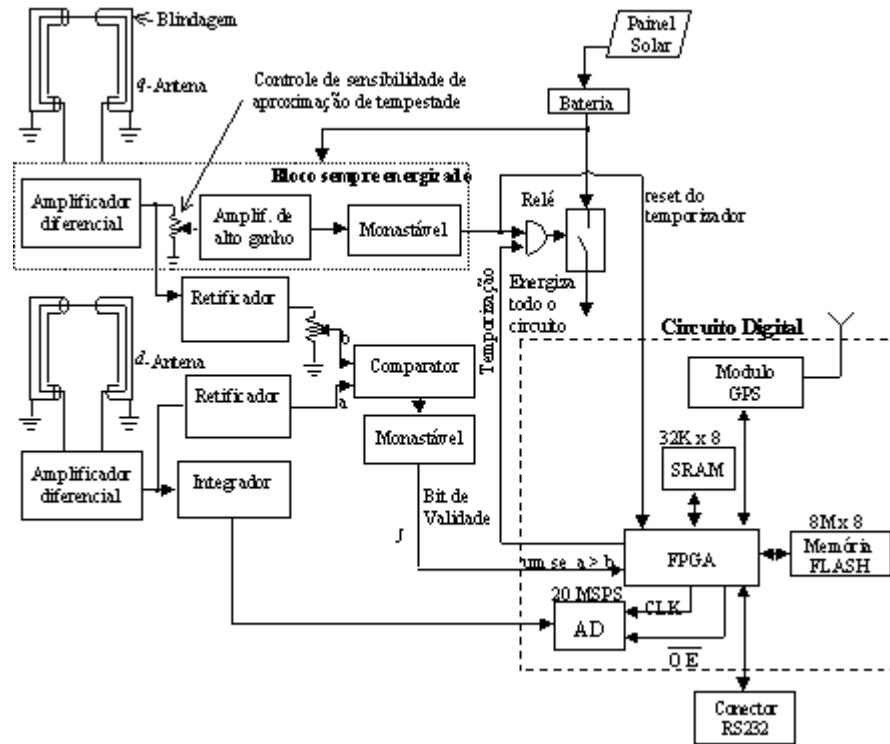 Blindagem
q-Antena
Controle de sensibilidade de
aproximação de tempestade
Painel
Solar
Bateria
Bloco sempre energizado
Amplificador
diferencial
Amplif. de
alto ganho
Monastável
Relé
reset do
temporizador
Retificador
Energiza
todo o
circuito
Temporização
b
d-Antena
Comparator
a
Retificador
Monastável
Circuito Digital
Modulo
GPS
32K x 8
SRAM
Amplificador
diferencial
Integrador
Bit de
Validade
J
um se a > b
FPGA
8M x 8
Memória
FLASH
20 MSPS
AD
CLK
OE
Conector
RS232